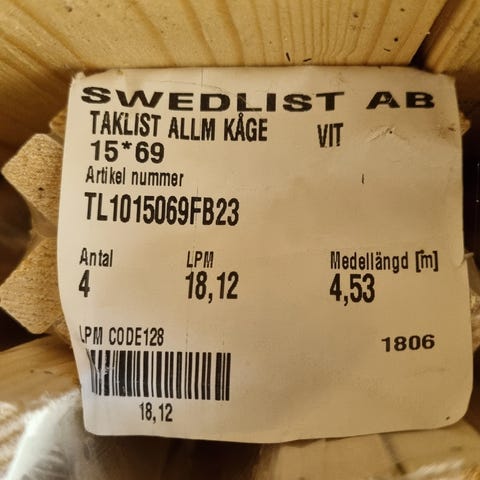 SWEDLIST AB
TAKLIST ALLM KÅGE VIT
15*69
Artikel nummer
TL1015069FB23
Antal LPM Medellängd [m]
4 18,12 4,53
LPM CODE128 1806
18,12